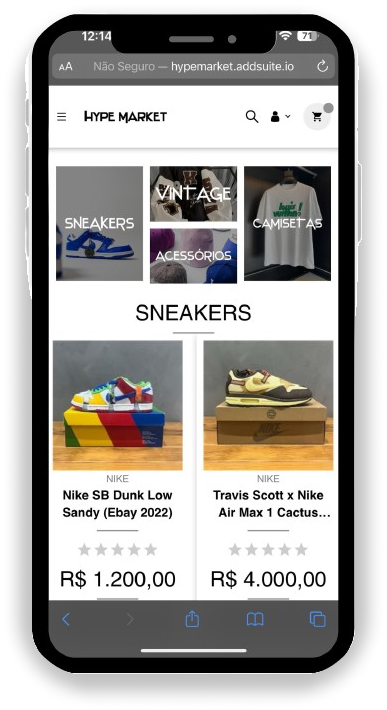 12:14
71
AA Não Seguro — hypemarket.addsuite.io
HYPE MARKET
SNEAKERS
VINTAGE
ACESSÓRIOS
CAMISETAS
SNEAKERS
NIKE
Nike SB Dunk Low
Sandy (Ebay 2022)
R$ 1.200,00
NIKE
Travis Scott x Nike
Air Max 1 Cactus...
R$ 4.000,00